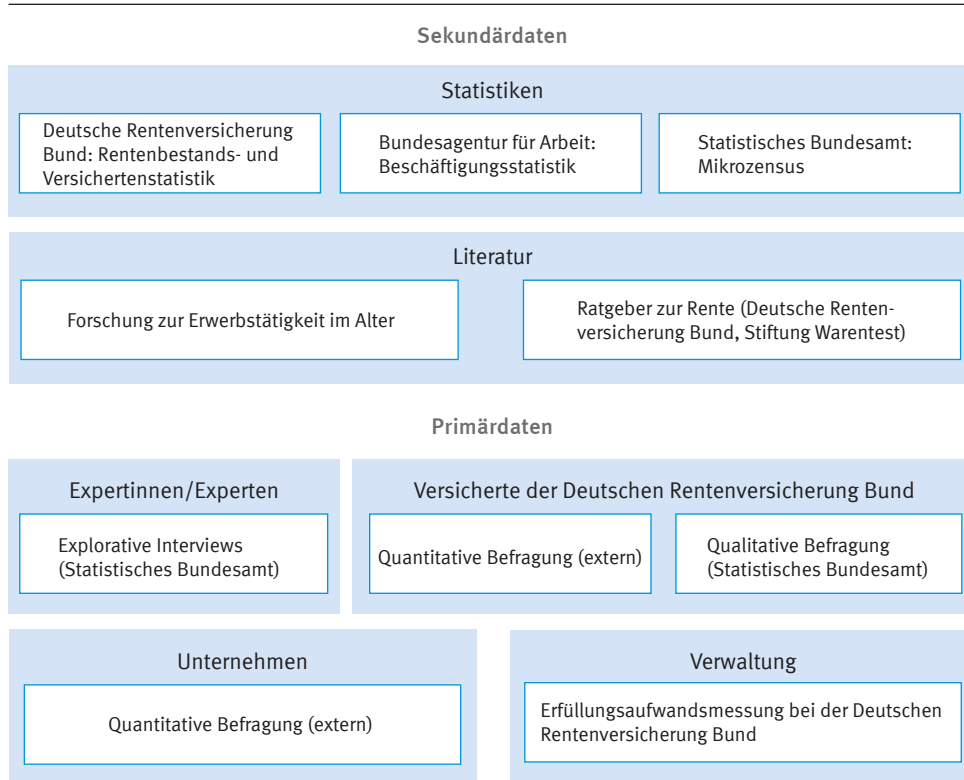 Sekundärdaten
Statistiken
Deutsche Rentenversicherung
Bund: Rentenbestands- und
Versichertenstatistik
Bundesagentur für Arbeit:
Beschäftigungsstatistik
Statistisches Bundesamt:
Mikrozensus
Literatur
Forschung zur Erwerbstätigkeit im Alter
Ratgeber zur Rente (Deutsche Renten-
versicherung Bund, Stiftung Warentest)
Primärdaten
Expertinnen/Experten
Explorative Interviews
(Statistisches Bundesamt)
Versicherte der Deutschen Rentenversicherung Bund
Quantitative Befragung (extern)
Qualitative Befragung
(Statistisches Bundesamt)
Unternehmen
Quantitative Befragung (extern)
Verwaltung
Erfüllungsaufwandsmessung bei der Deutschen
Rentenversicherung Bund